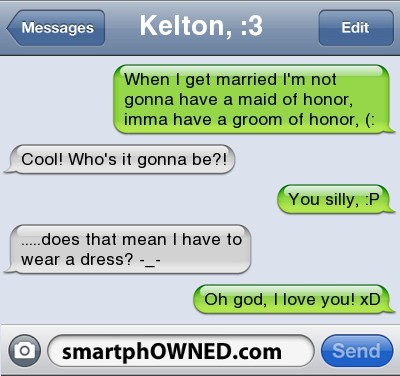 Messages
Kelton, :3
Edit
When I get married I'm not
gonna have a maid of honor,
imma have a groom of honor, (:
Cool! Who's it gonna be?!
You silly, :P
.....does that mean I have to
wear a dress? -_-
Oh god, I love you! xD
smartphOWNED.com
Send